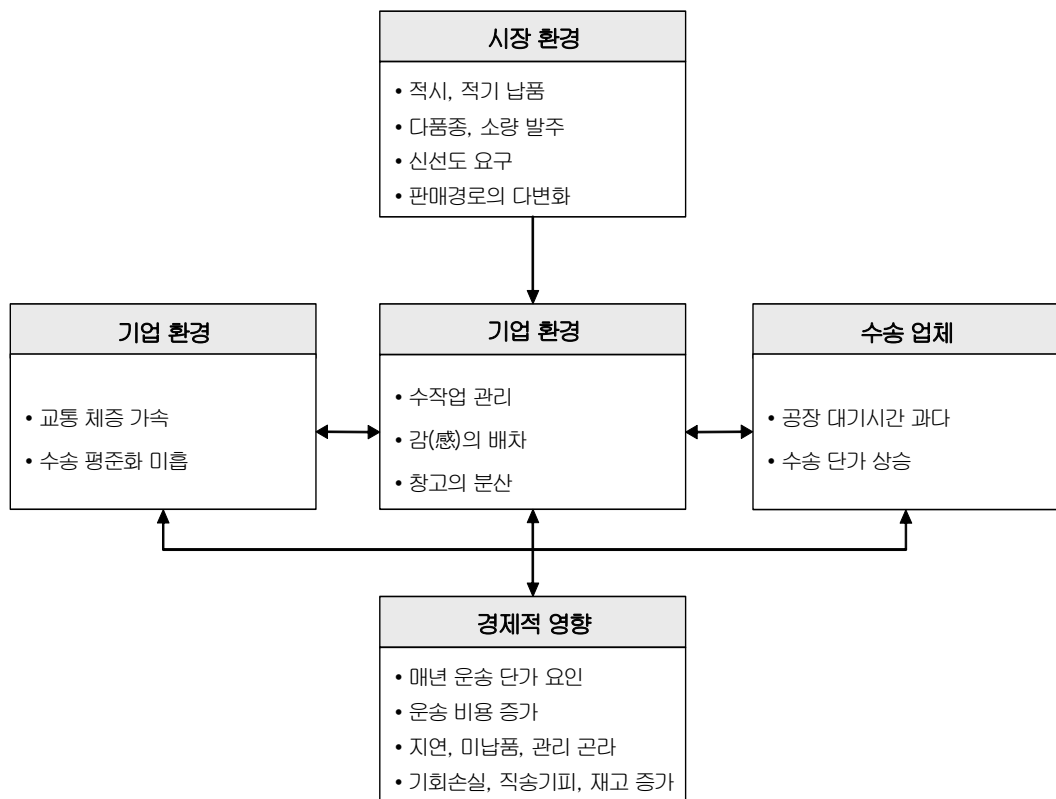 시장 환경
• 적시, 적기 납품
• 다품종, 소량 발주
• 신선도 요구
• 판매경로의 다변화
기업 환경
• 교통 체증 가속
• 수송 평준화 미흡
기업 환경
• 수작업 관리
• 감(感)의 배차
• 창고의 분산
수송 업체
• 공장 대기시간 과다
• 수송 단가 상승
경제적 영향
• 매년 운송 단가 요인
• 운송 비용 증가
• 지연, 미납품, 관리 곤라
• 기회손실, 직송기피, 재고 증가